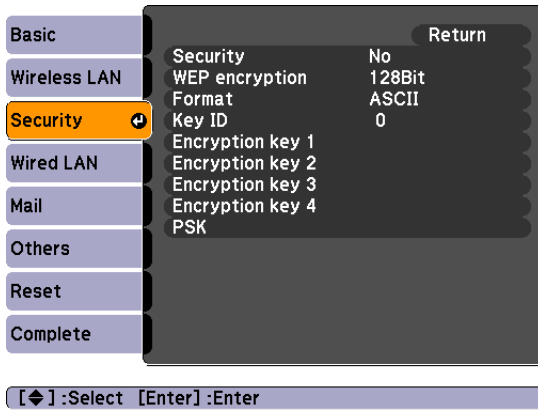 Basic
Wireless LAN
Security
Wired LAN
Mail
Others
Reset
Complete
Return
Security No
WEP encryption 128Bit
Format ASCII
Key ID 0
Encryption key 1
Encryption key 2
Encryption key 3
Encryption key 4
PSK
[◆] :Select [Enter] :Enter